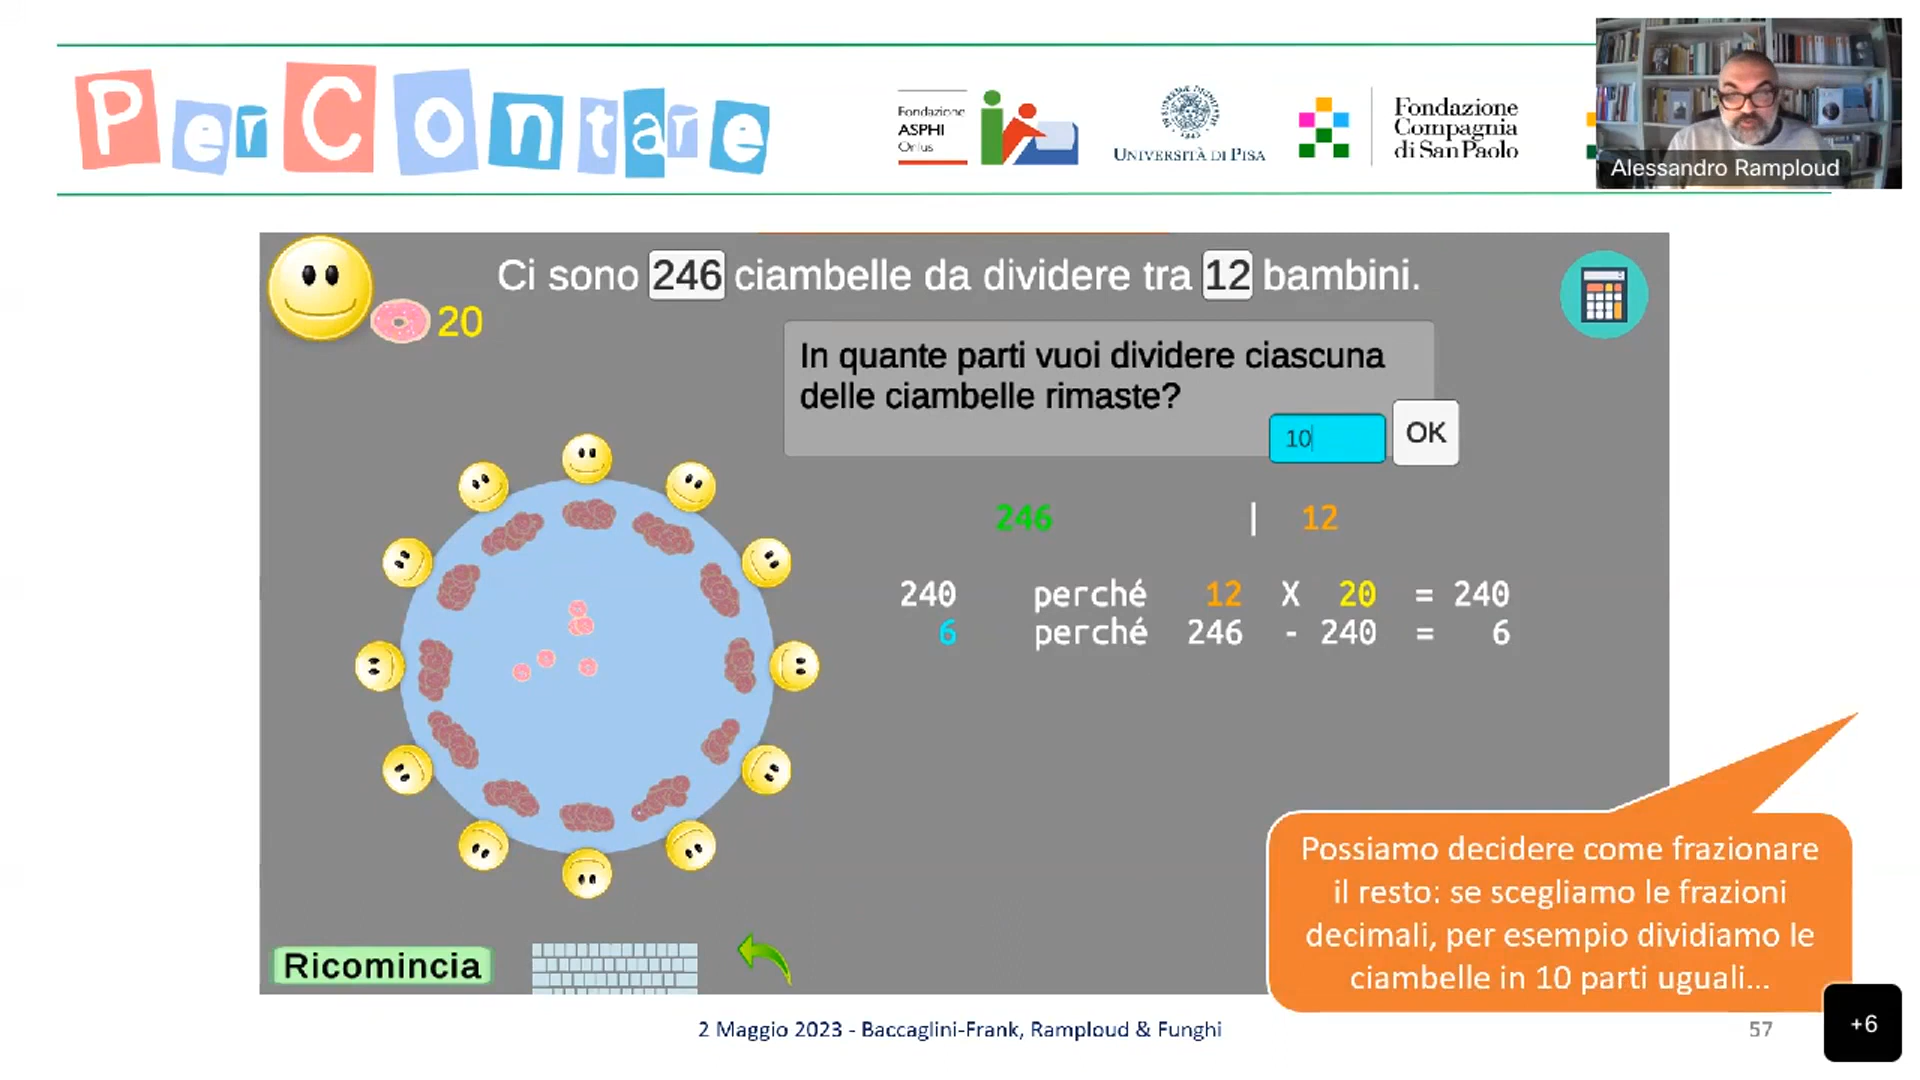 PerContare
Fondazione
ASPHI
Onlus
UNIVERSITÀ DI PISA
Fondazione
Compagnia
di San Paolo
Alessandro Ramploud
Ci sono 246 ciambelle da dividere tra 12 bambini.
20
In quante parti vuoi dividere ciascuna
delle ciambelle rimaste?
10
OK
246 | 12
240 perché 12 X 20 = 240
6 perché 246 - 240 = 6
Possiamo decidere come frazionare
il resto: se scegliamo le frazioni
decimali, per esempio dividiamo le
ciambelle in 10 parti uguali...
Ricomincia
2 Maggio 2023 - Baccaglini-Frank, Ramploud & Funghi
57
+6